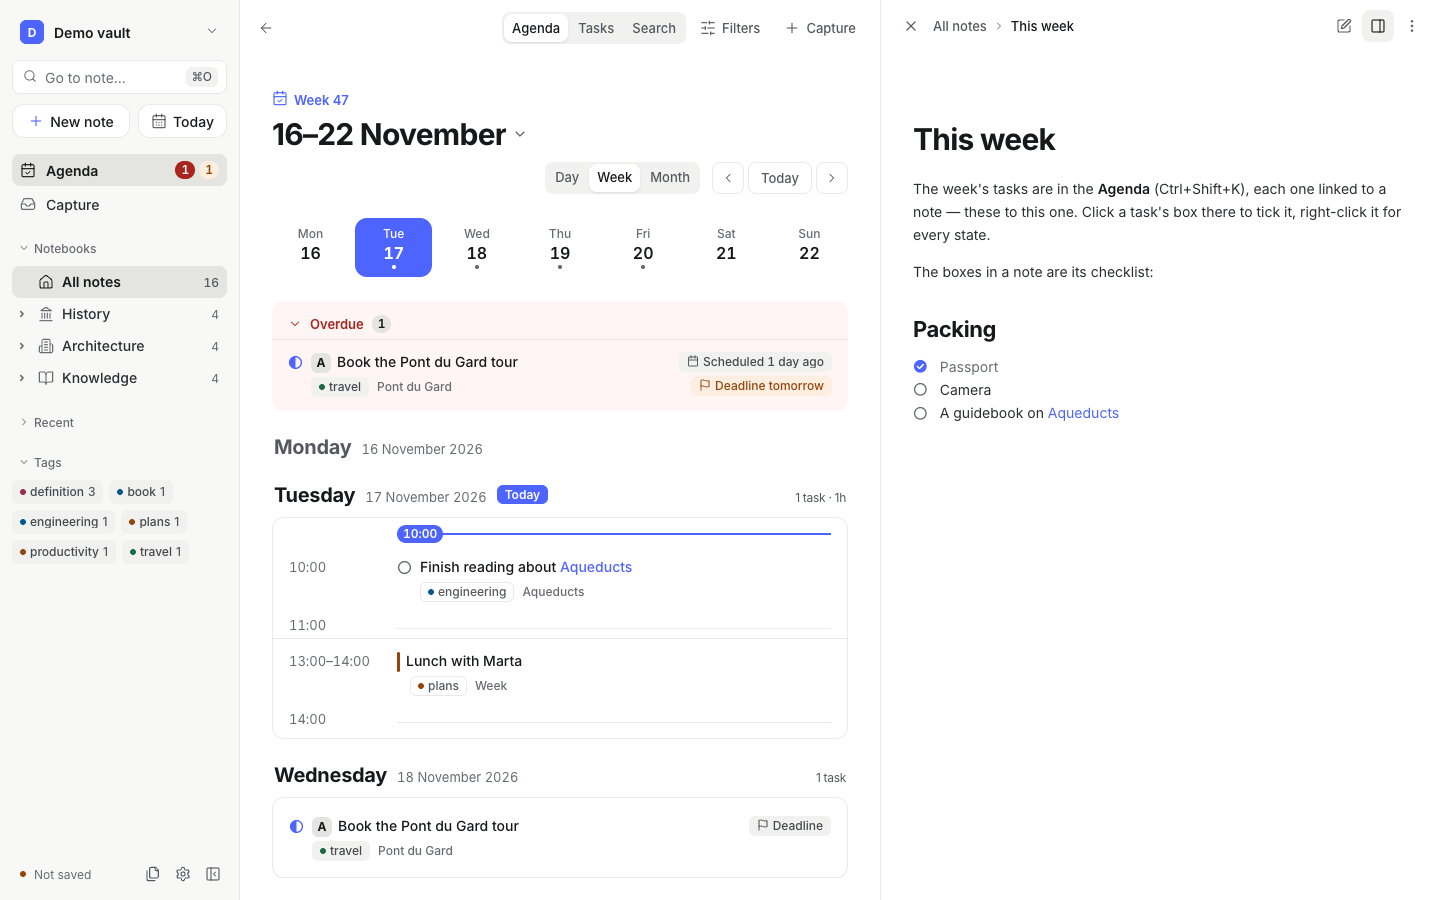 D Demo vault
Go to note... ⌘O
New note Today
Agenda 1 1
Capture
Notebooks
All notes 16
History 4
Architecture 4
Knowledge 4
Recent
Tags
definition 3 book 1
engineering 1 plans 1
productivity 1 travel 1
Not saved
Agenda Tasks Search Filters Capture
Week 47
16–22 November
Day Week Month Today
Mon Tue Wed Thu Fri Sat Sun
16 17 18 19 20 21 22
Overdue 1
A Book the Pont du Gard tour Scheduled 1 day ago
travel Pont du Gard Deadline tomorrow
Monday 16 November 2026
Tuesday 17 November 2026 Today 1 task · 1h
10:00
10:00 Finish reading about Aqueducts
engineering Aqueducts
11:00
13:00–14:00 Lunch with Marta
plans Week
14:00
Wednesday 18 November 2026 1 task
A Book the Pont du Gard tour Deadline
travel Pont du Gard
All notes This week
This week
The week's tasks are in the Agenda (Ctrl+Shift+K), each one linked to a
note — these to this one. Click a task's box there to tick it, right-click it for
every state.
The boxes in a note are its checklist:
Packing
Passport
Camera
A guidebook on Aqueducts